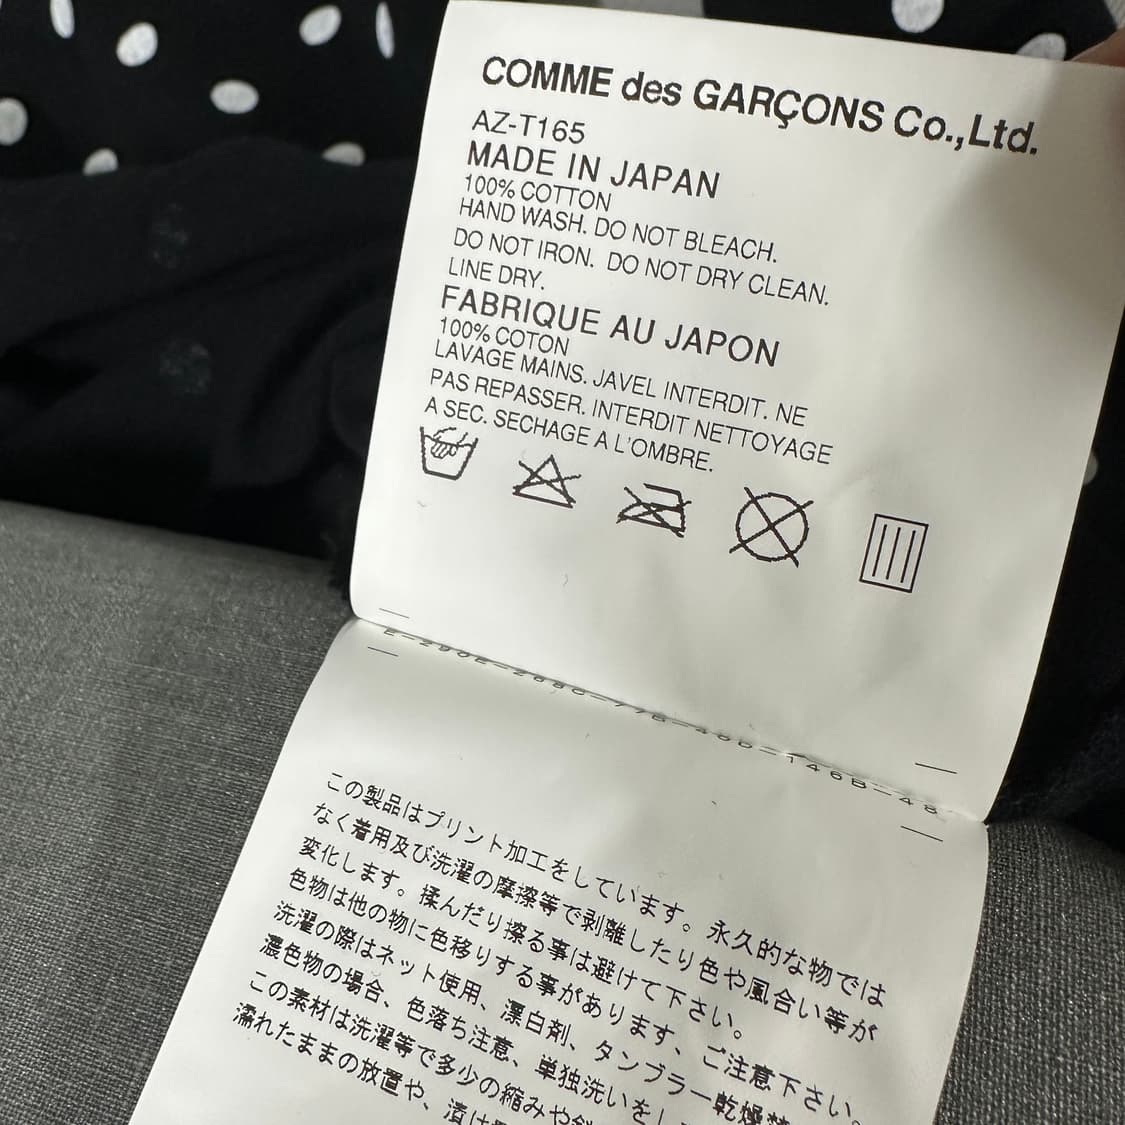 COMME des GARÇONS Co.,Ltd.
AZ-T165
MADE IN JAPAN
100% COTTON
HAND WASH. DO NOT BLEACH.
DO NOT IRON. DO NOT DRY CLEAN.
LINE DRY.
FABRIQUE AU JAPON
100% COTON
LAVAGE MAINS. JAVEL INTERDIT. NE
PAS REPASSER. INTERDIT NETTOYAGE
A SEC. SECHAGE A L'OMBRE.
この製品はプリント加工をしています。永久的な物では
なく着用及び洗濯の摩擦等で剥離したり色や風合い等が
変化します。揉んだり擦る事は避けて下さい。
色物は他の物に色移りする事があります、ご注意下さい。
洗濯の際はネット使用、漂白剤、タンブラー乾燥禁
濃色物の場合、色落ち注意、単独洗いをし
この素材は洗濯等で多少の縮みや
濡れたままの放置や、漬け